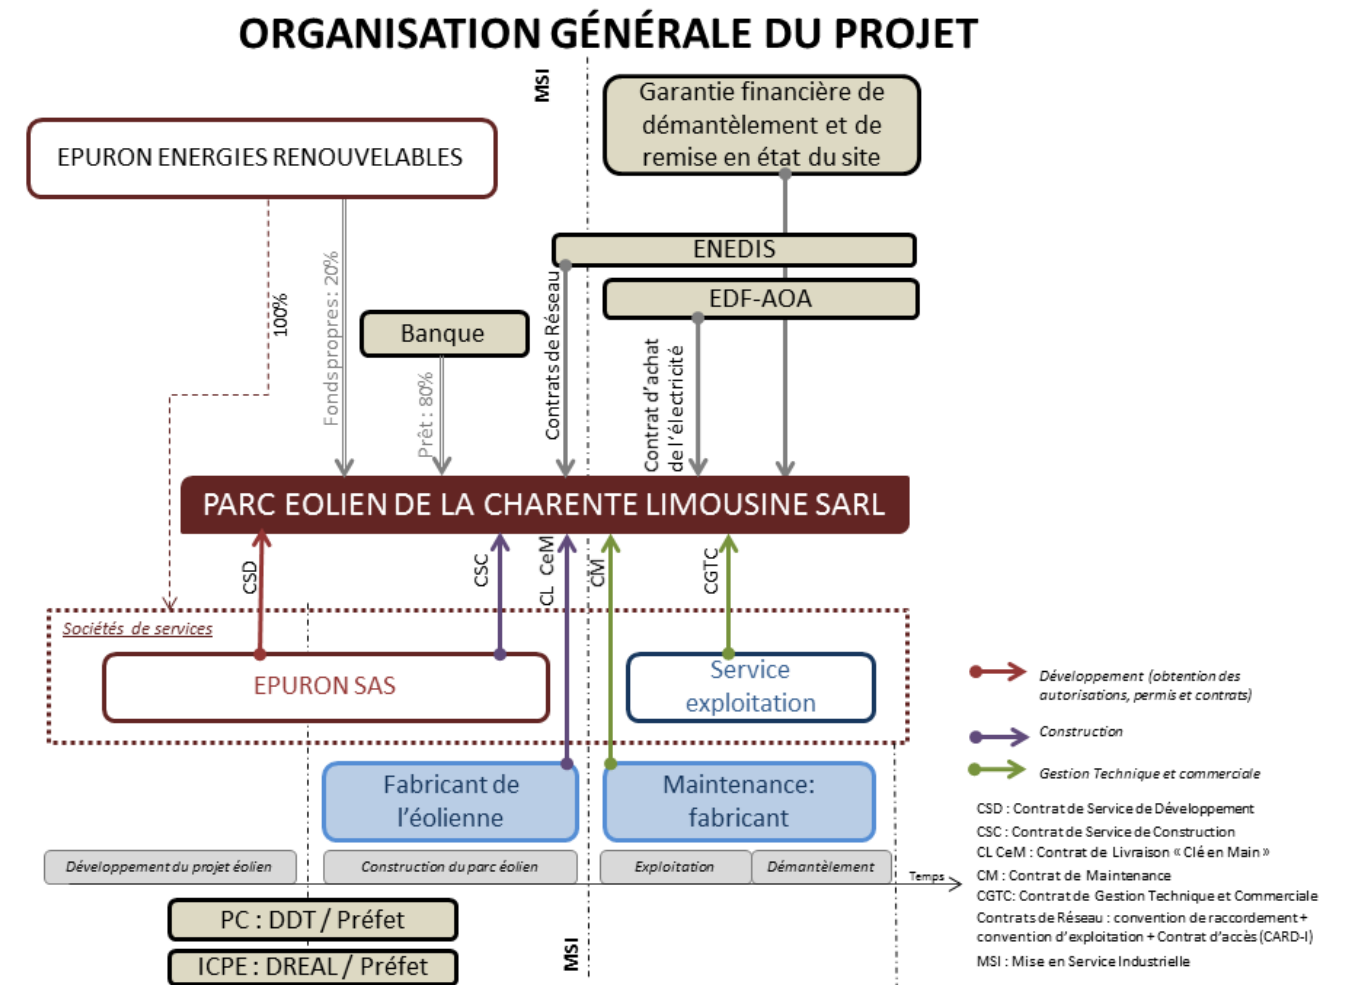 ORGANISATION GÉNÉRALE DU PROJET
MSI
Garantie financière de
démantèlement et de
remise en état du site
EPURON ENERGIES RENOUVELABLES
ENEDIS
EDF-AOA
Banque
100%
Fonds propres : 20%
Prêt : 80%
Contrats de Réseau
Contrat d'achat
de l'électricité
PARC EOLIEN DE LA CHARENTE LIMOUSINE SARL
CSD
CSC
CL CeM
CM
CGTC
Sociétés de services
EPURON SAS
Service
exploitation
Fabricant de
l'éolienne
Maintenance:
fabricant
Développement du projet éolien
Construction du parc éolien
Exploitation
Démantèlement
Temps
PC : DDT / Préfet
ICPE : DREAL / Préfet
MSI
Développement (obtention des
autorisations, permis et contrats)
Construction
Gestion Technique et commerciale
CSD : Contrat de Service de Développement
CSC : Contrat de Service de Construction
CL CeM : Contrat de Livraison « Clé en Main »
CM : Contrat de Maintenance
CGTC: Contrat de Gestion Technique et Commerciale
Contrats de Réseau : convention de raccordement +
convention d'exploitation + Contrat d'accès (CARD-I)
MSI : Mise en Service Industrielle